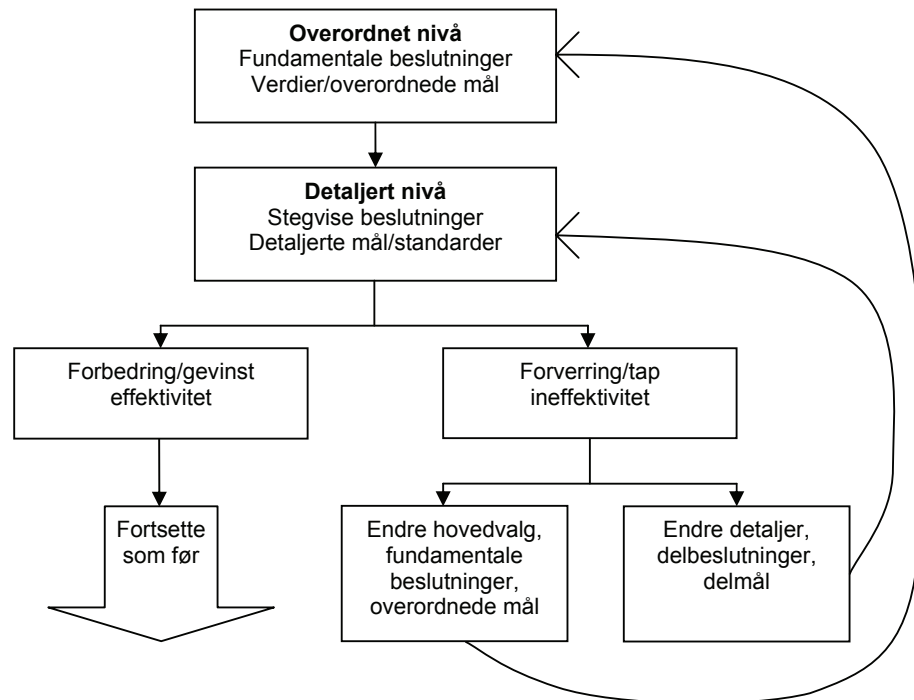 Overordnet nivå
Fundamentale beslutninger
Verdier/overordnede mål
Detaljert nivå
Stegvise beslutninger
Detaljerte mål/standarder
Forbedring/gevinst
effektivitet
Forverring/tap
ineffektivitet
Fortsette
som før
Endre hovedvalg,
fundamentale
beslutninger,
overordnede mål
Endre detaljer,
delbeslutninger,
delmål